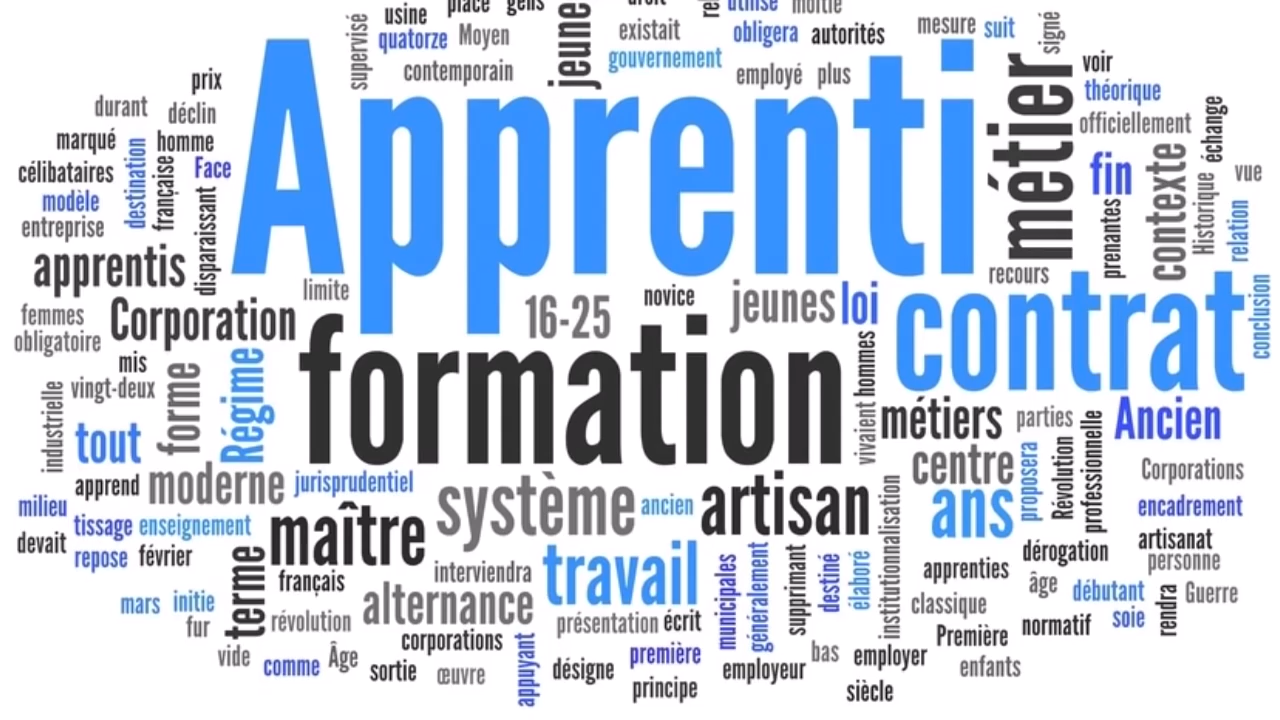 usine
place
gens
droit
utilise
moitié
supervisé
quatorze
Moyen
jeune
existait
gouvernement
obligera
autorités
mesure
suit
signé
contemporain
employé
plus
prix
durant
déclin
Apprenti
métier
voir
théorique
officiellement
échange
marqué
homme
célibataires
destination
française
Face
modèle
entreprise
disparaissant
fin
contexte
Historique
vue
prenantes
relation
apprentis
limite
recours
novice
jeunes
loi
16-25
contrat
conclusion
femmes
Corporation
obligatoire
mis
vingt-deux
industrielle
forme
Régime
formation
hommes
vivaient
métiers
parties
Ancien
tout
centre
proposera
Révolution
professionnelle
Corporations
apprend
moderne
jurisprudentiel
système
ancien
artisan
ans
encadrement
milieu
tissage
enseignement
maître
institutionnalisation
devait
repose
février
dérogation
artisanat
personne
terme
français
interviendra
travail
municipales
généralement
supprimant
destiné
élaboré
apprenties
âge
débutant
soie
rendra
Guerre
mars
initie
fur
révolution
alternance
présentation
écrit
classique
normatif
corporations
Première
vide
comme
Âge
sortie
œuvre
appuyant
désigne
première
principe
employeur
bas
employer
siècle
enfants